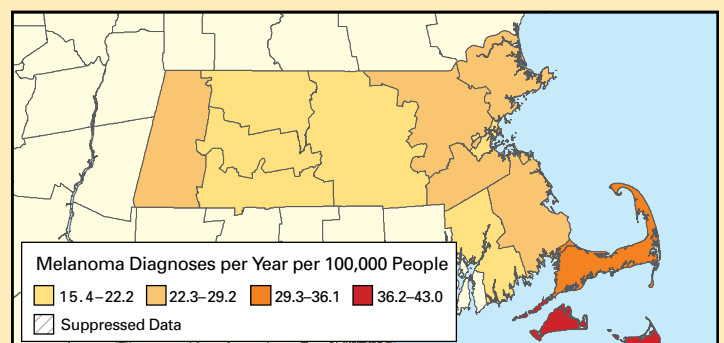 Melanoma Diagnoses per Year per 100,000 People
15.4–22.2 22.3–29.2 29.3–36.1 36.2–43.0
Suppressed Data